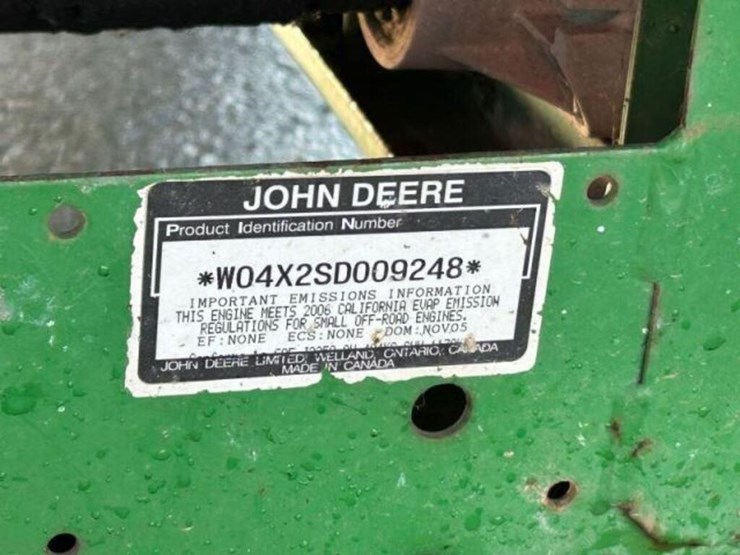 JOHN DEERE
Product Identification Number
*W04X2SD009248*
IMPORTANT EMISSIONS INFORMATION
THIS ENGINE MEETS 2006 CALIFORNIA EVAP EMISSION
REGULATIONS FOR SMALL OFF-ROAD ENGINES.
EF: NONE ECS: NONE DOM: NOV05
JOHN DEERE LIMITED, WELLAND, ONTARIO, CANADA
MADE IN CANADA